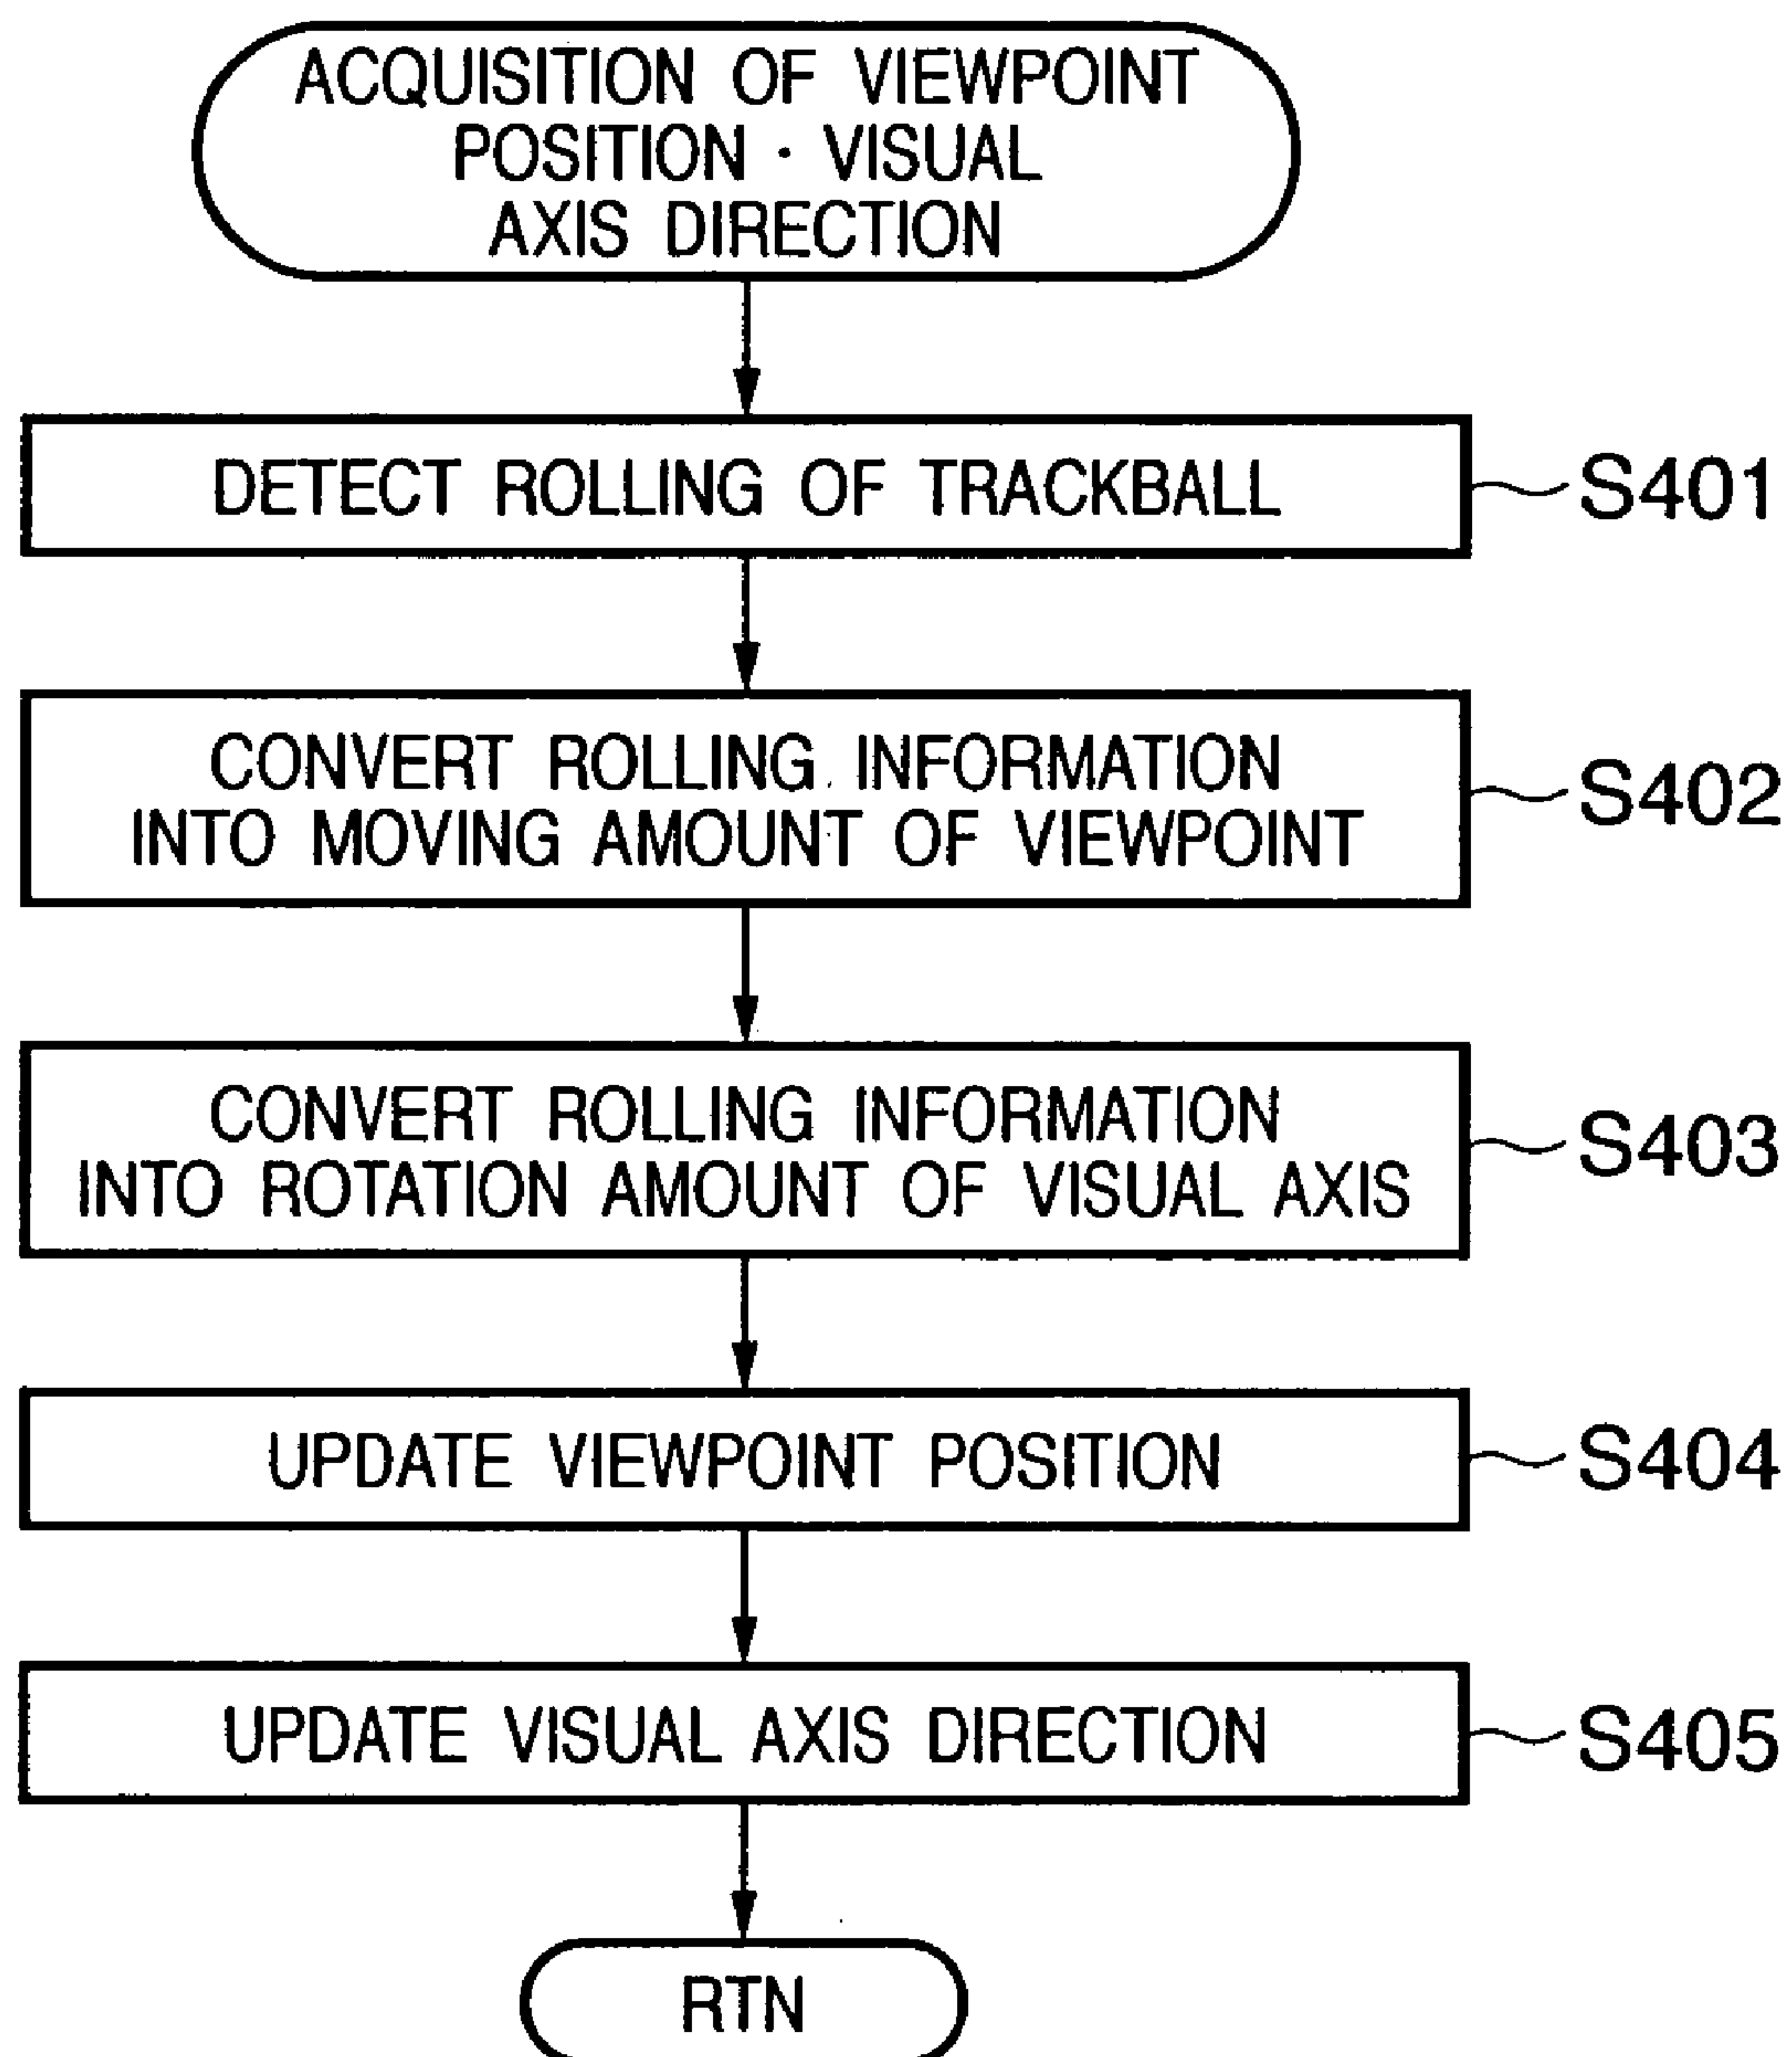 ACQUISITION OF VIEWPOINT
POSITION · VISUAL
AXIS DIRECTION
DETECT ROLLING OF TRACKBALL
S401
CONVERT ROLLING INFORMATION
INTO MOVING AMOUNT OF VIEWPOINT
S402
CONVERT ROLLING INFORMATION
INTO ROTATION AMOUNT OF VISUAL AXIS
S403
UPDATE VIEWPOINT POSITION
S404
UPDATE VISUAL AXIS DIRECTION
S405
RTN